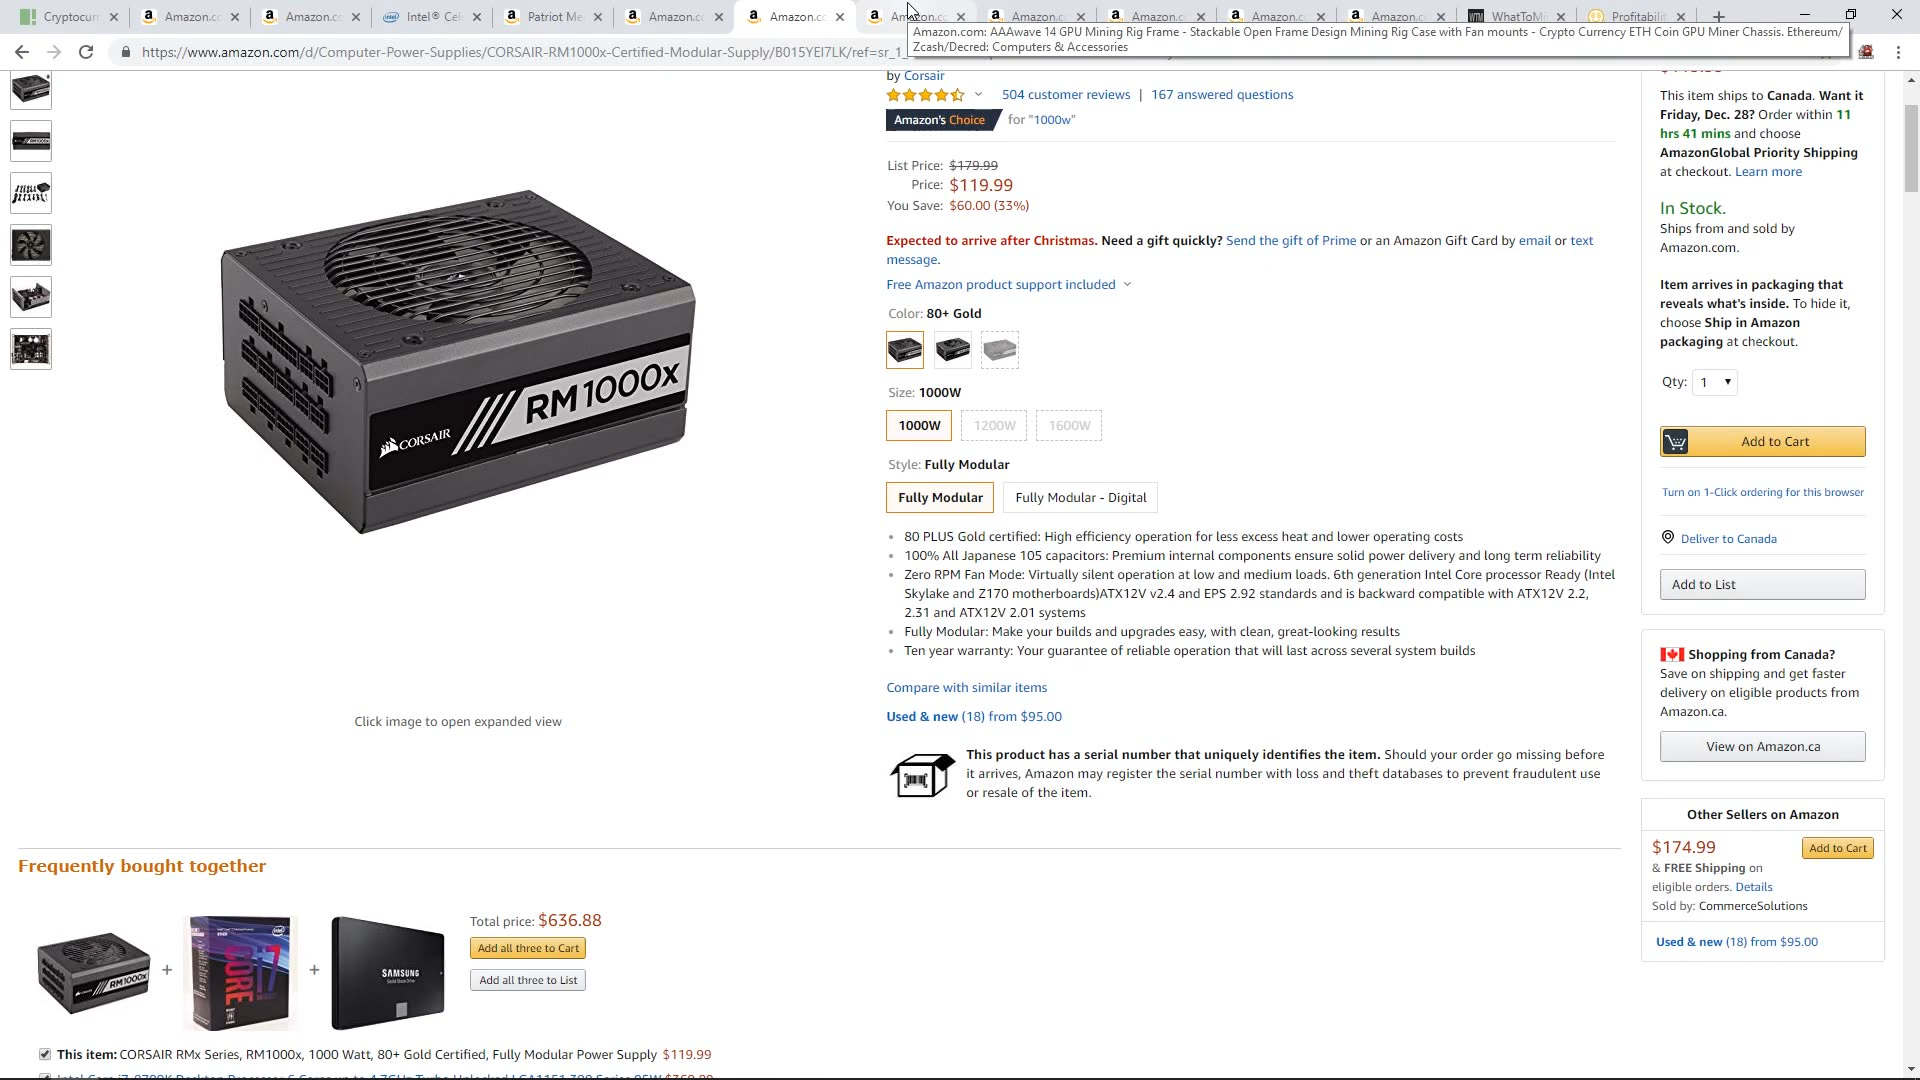 Cryptocur
Amazon.co
Amazon.co
Intel® Cel
Patriot Me
Amazon.co
Amazon.co
Amazon.co
Amazon.co
Amazon.co
Amazon.co
Amazon.co
WhatToMi
Profitabilit
https://www.amazon.com/d/Computer-Power-Supplies/CORSAIR-RM1000x-Certified-Modular-Supply/B015YEI7LK/ref=sr_1_
Amazon.com: AAAwave 14 GPU Mining Rig Frame - Stackable Open Frame Design Mining Rig Case with Fan mounts - Crypto Currency ETH Coin GPU Miner Chassis. Ethereum/
Zcash/Decred: Computers & Accessories
by Corsair
504 customer reviews | 167 answered questions
Amazon's Choice for "1000w"
List Price: $179.99
Price: $119.99
You Save: $60.00 (33%)
Expected to arrive after Christmas. Need a gift quickly? Send the gift of Prime or an Amazon Gift Card by email or text
message.
Free Amazon product support included
Color: 80+ Gold
Size: 1000W
1000W 1200W 1600W
Style: Fully Modular
Fully Modular Fully Modular - Digital
• 80 PLUS Gold certified: High efficiency operation for less excess heat and lower operating costs
• 100% All Japanese 105 capacitors: Premium internal components ensure solid power delivery and long term reliability
• Zero RPM Fan Mode: Virtually silent operation at low and medium loads. 6th generation Intel Core processor Ready (Intel
Skylake and Z170 motherboards)ATX12V v2.4 and EPS 2.92 standards and is backward compatible with ATX12V 2.2,
2.31 and ATX12V 2.01 systems
• Fully Modular: Make your builds and upgrades easy, with clean, great-looking results
• Ten year warranty: Your guarantee of reliable operation that will last across several system builds
Compare with similar items
Used & new (18) from $95.00
This product has a serial number that uniquely identifies the item. Should your order go missing before
it arrives, Amazon may register the serial number with loss and theft databases to prevent fraudulent use
or resale of the item.
CORSAIR RM1000x
Click image to open expanded view
This item ships to Canada. Want it
Friday, Dec. 28? Order within 11
hrs 41 mins and choose
AmazonGlobal Priority Shipping
at checkout. Learn more
In Stock.
Ships from and sold by
Amazon.com.
Item arrives in packaging that
reveals what's inside. To hide it,
choose Ship in Amazon
packaging at checkout.
Qty: 1
Add to Cart
Turn on 1-Click ordering for this browser
Deliver to Canada
Add to List
Shopping from Canada?
Save on shipping and get faster
delivery on eligible products from
Amazon.ca.
View on Amazon.ca
Other Sellers on Amazon
$174.99 Add to Cart
& FREE Shipping on
eligible orders. Details
Sold by: CommerceSolutions
Used & new (18) from $95.00
Frequently bought together
RM1000x
+
CORE i7
+
SAMSUNG
Total price: $636.88
Add all three to Cart
Add all three to List
This item: CORSAIR RMx Series, RM1000x, 1000 Watt, 80+ Gold Certified, Fully Modular Power Supply $119.99